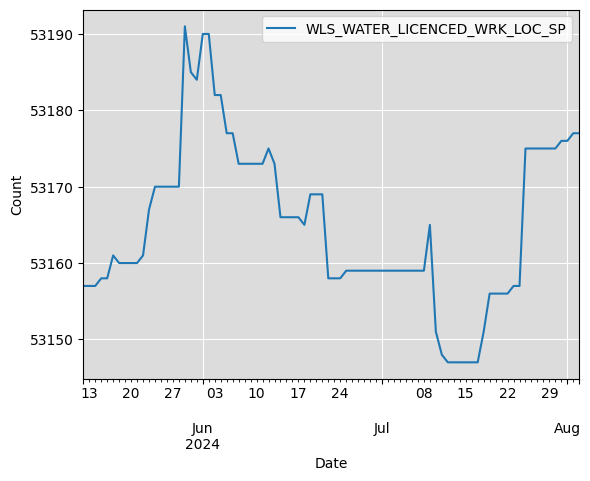 WLS_WATER_LICENCED_WRK_LOC_SP
53190
53180
53170
53160
53150
Count
13 20 27 03 10 17 24 08 15 22 29
Jun Jul Aug
2024
Date